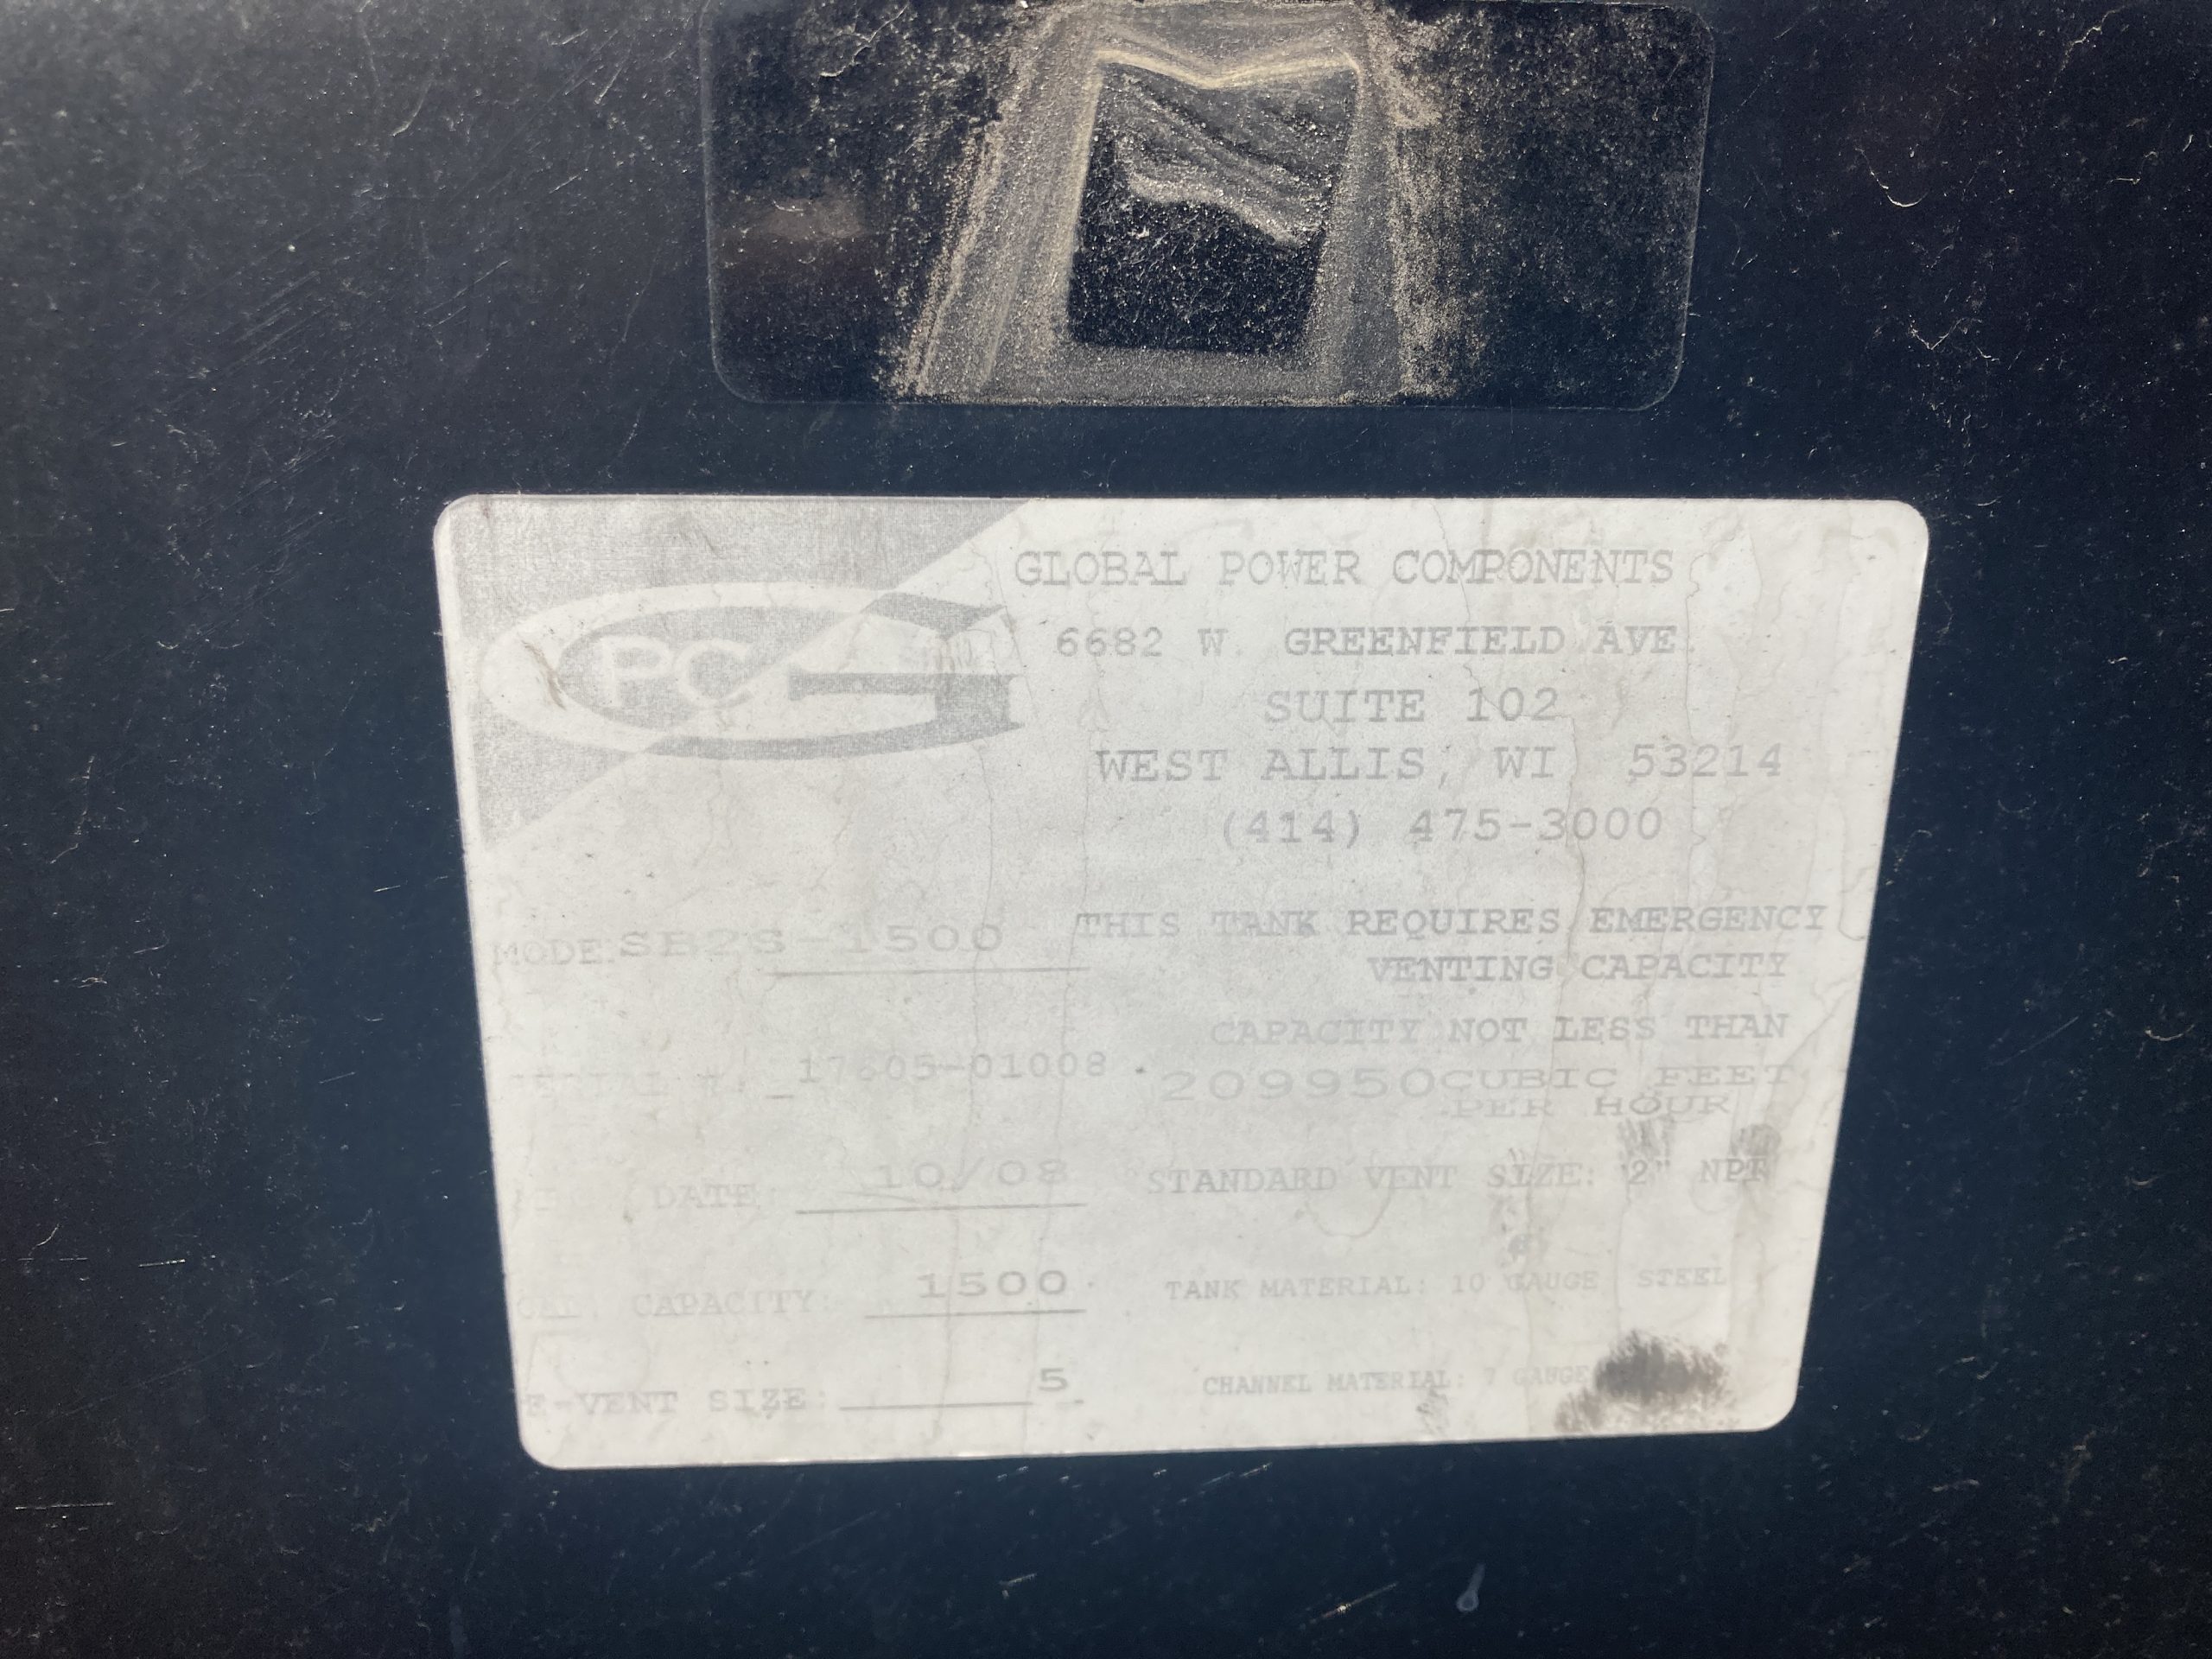 GPC
GLOBAL POWER COMPONENTS
6682 W. GREENFIELD AVE.
SUITE 102
WEST ALLIS, WI 53214
(414) 475-3000
MODE: SB2S-1500
THIS TANK REQUIRES EMERGENCY
VENTING CAPACITY
CAPACITY NOT LESS THAN
209950 CUBIC FEET
PER HOUR
SERIAL #:
DATE: 10/08
STANDARD VENT SIZE: 2" NPT
CAPACITY: 1500
TANK MATERIAL: 10 GAUGE STEEL
E-VENT SIZE: 5
CHANNEL MATERIAL: 7 GAUGE